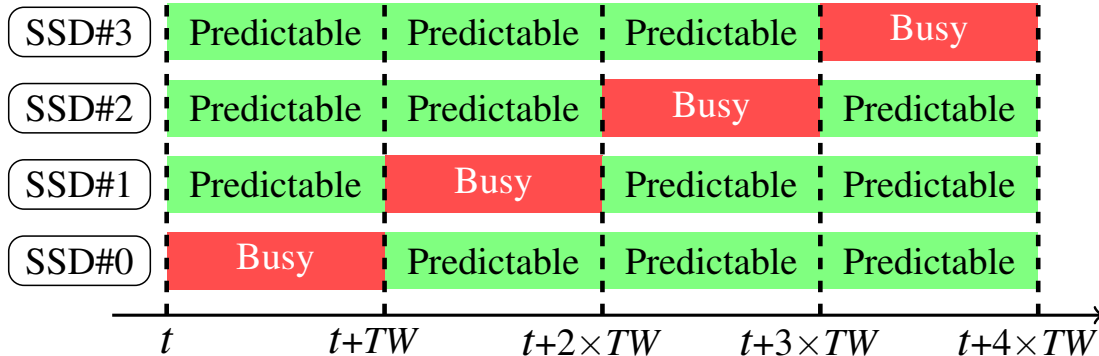 SSD#3 Predictable Predictable Predictable Busy
SSD#2 Predictable Predictable Busy Predictable
SSD#1 Predictable Busy Predictable Predictable
SSD#0 Busy Predictable Predictable Predictable
t t+TW t+2×TW t+3×TW t+4×TW